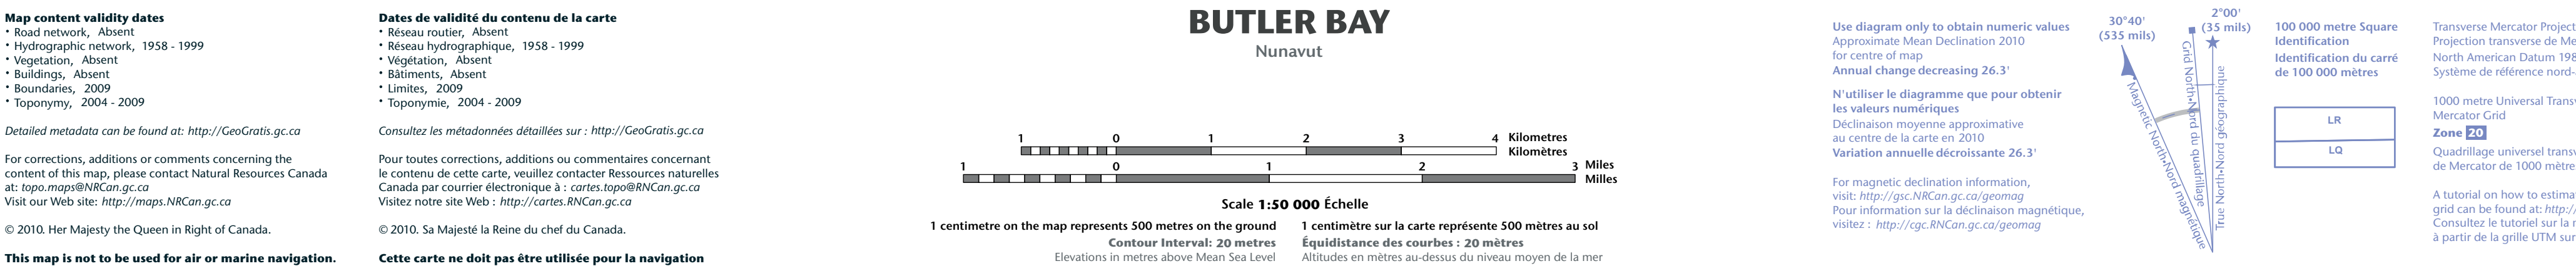 Map content validity dates
• Road network, Absent
• Hydrographic network, 1958 - 1999
• Vegetation, Absent
• Buildings, Absent
• Boundaries, 2009
• Toponymy, 2004 - 2009
Detailed metadata can be found at: http://GeoGratis.gc.ca
For corrections, additions or comments concerning the
content of this map, please contact Natural Resources Canada
at: topo.maps@NRCan.gc.ca
Visit our Web site: http://maps.NRCan.gc.ca
© 2010. Her Majesty the Queen in Right of Canada.
This map is not to be used for air or marine navigation.
Dates de validité du contenu de la carte
• Réseau routier, Absent
• Réseau hydrographique, 1958 - 1999
• Végétation, Absent
• Bâtiments, Absent
• Limites, 2009
• Toponymie, 2004 - 2009
Consultez les métadonnées détaillées sur : http://GeoGratis.gc.ca
Pour toutes corrections, additions ou commentaires concernant
le contenu de cette carte, veuillez contacter Ressources naturelles
Canada par courrier électronique à : cartes.topo@RNCan.gc.ca
Visitez notre site Web : http://cartes.RNCan.gc.ca
© 2010. Sa Majesté la Reine du chef du Canada.
Cette carte ne doit pas être utilisée pour la navigation
BUTLER BAY
Nunavut
1 0 1 2 3 4 Kilometres
Kilomètres
1 0 1 2 3 Miles
Milles
Scale 1:50 000 Échelle
1 centimetre on the map represents 500 metres on the ground
1 centimètre sur la carte représente 500 mètres au sol
Contour Interval: 20 metres
Équidistance des courbes : 20 mètres
Elevations in metres above Mean Sea Level
Altitudes en mètres au-dessus du niveau moyen de la mer
Use diagram only to obtain numeric values
Approximate Mean Declination 2010
for centre of map
Annual change decreasing 26.3'
N'utiliser le diagramme que pour obtenir
les valeurs numériques
Déclinaison moyenne approximative
au centre de la carte en 2010
Variation annuelle décroissante 26.3'
For magnetic declination information,
visit: http://gsc.NRCan.gc.ca/geomag
Pour information sur la déclinaison magnétique,
visitez : http://cgc.RNCan.gc.ca/geomag
30°40'
(535 mils)
2°00'
(35 mils)
Magnetic North•Nord magnétique
Grid North•Nord du quadrillage
True North•Nord géographique
100 000 metre Square
Identification
Identification du carré
de 100 000 mètres
LR
LQ
Transverse Mercator Project
Projection transverse de Me
North American Datum 198
Système de référence nord-
1000 metre Universal Transv
Mercator Grid
Zone 20
Quadrillage universel transv
de Mercator de 1000 mètre
A tutorial on how to estima
grid can be found at: http:/
Consultez le tutoriel sur la
à partir de la grille UTM sur